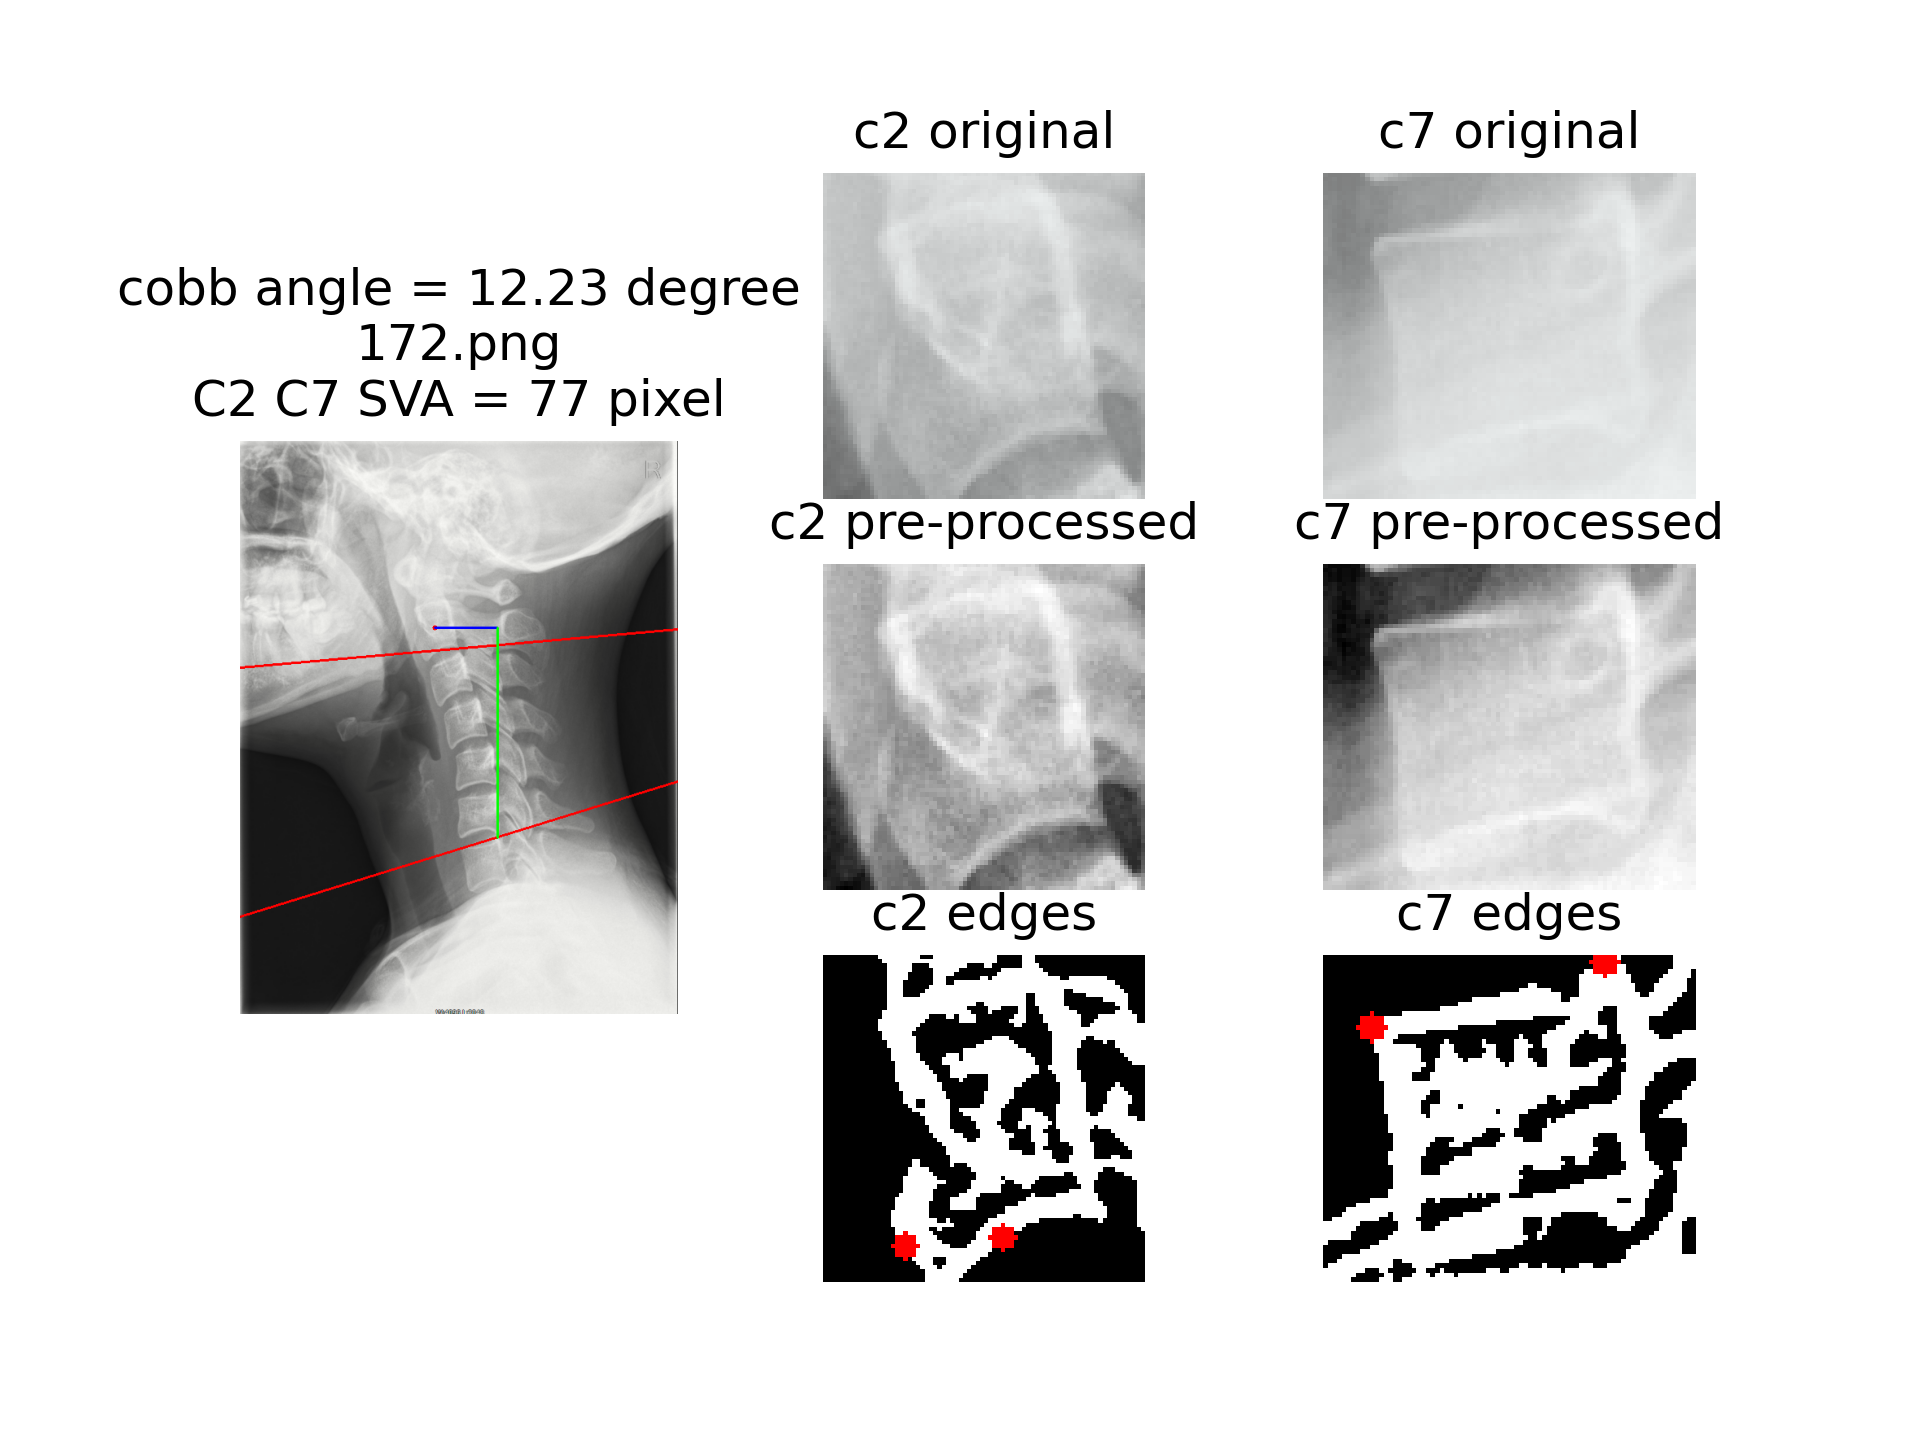 cobb angle = 12.23 degree
172.png
C2 C7 SVA = 77 pixel
R
c2 original
c7 original
c2 pre-processed
c7 pre-processed
c2 edges
c7 edges